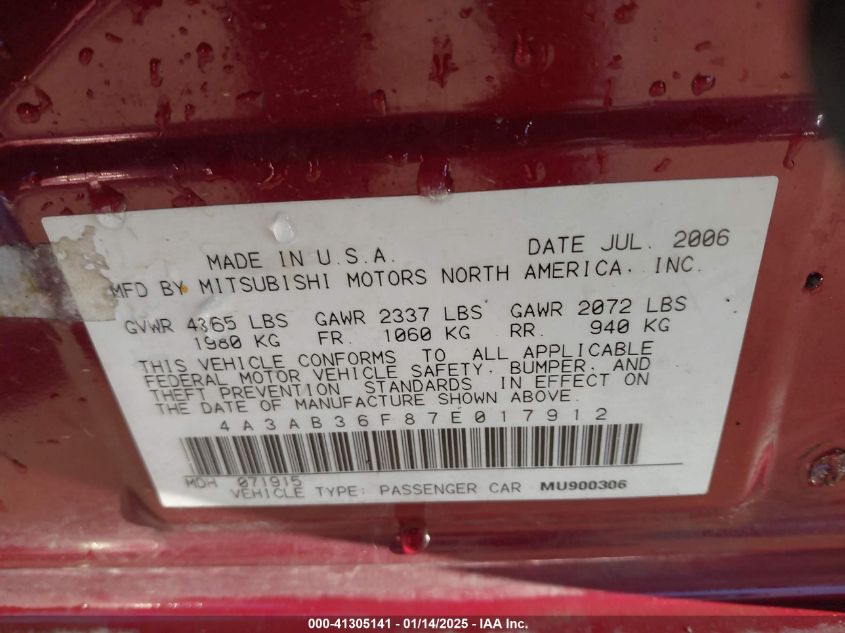 MADE IN U.S.A. DATE JUL. 2006
MFD BY MITSUBISHI MOTORS NORTH AMERICA, INC.
GVWR 4365 LBS GAWR 2337 LBS GAWR 2072 LBS
1980 KG FR. 1060 KG RR. 940 KG
THIS VEHICLE CONFORMS TO ALL APPLICABLE
FEDERAL MOTOR VEHICLE SAFETY, BUMPER, AND
THEFT PREVENTION STANDARDS IN EFFECT ON
THE DATE OF MANUFACTURE SHOWN ABOVE.
4A3AB36F87E017912
MDH 071915
VEHICLE TYPE: PASSENGER CAR MU900306
000-41305141 - 01/14/2025 - IAA Inc.